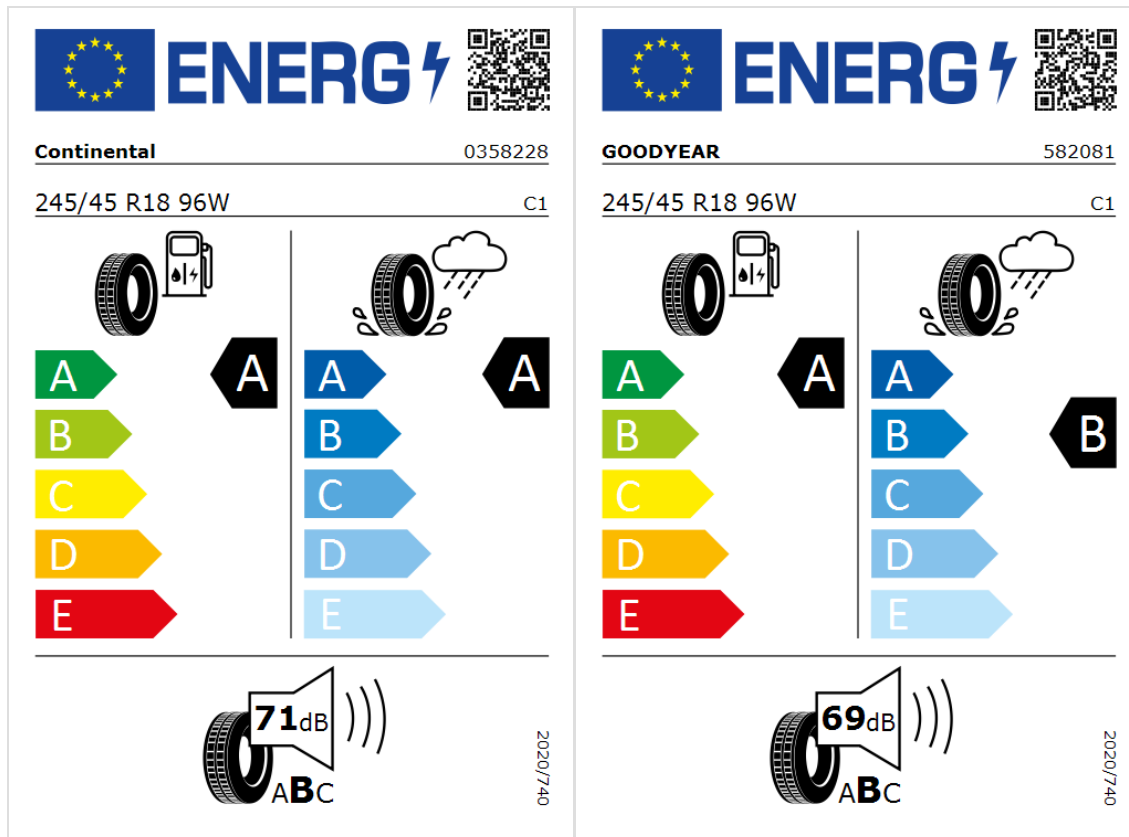 ENERG
Continental 0358228
245/45 R18 96W C1
A A
A A
B B
C C
D D
E E
71dB
ABC
2020/740
ENERG
GOODYEAR 582081
245/45 R18 96W C1
A A
A
B B
B
C C
D D
E E
69dB
ABC
2020/740